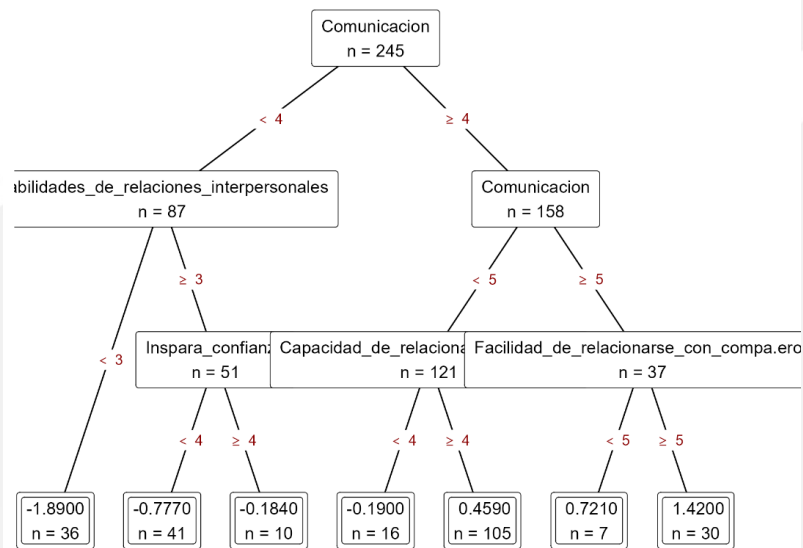 Comunicacion
n = 245
< 4
≥ 4
abilidades_de_relaciones_interpersonales
n = 87
Comunicacion
n = 158
≥ 3
< 5
≥ 5
< 3
Inspara_confianz
n = 51
Capacidad_de_relaciona
n = 121
Facilidad_de_relacionarse_con_compa.ero
n = 37
< 4
≥ 4
< 4
≥ 4
< 5
≥ 5
-1.8900
n = 36
-0.7770
n = 41
-0.1840
n = 10
-0.1900
n = 16
0.4590
n = 105
0.7210
n = 7
1.4200
n = 30